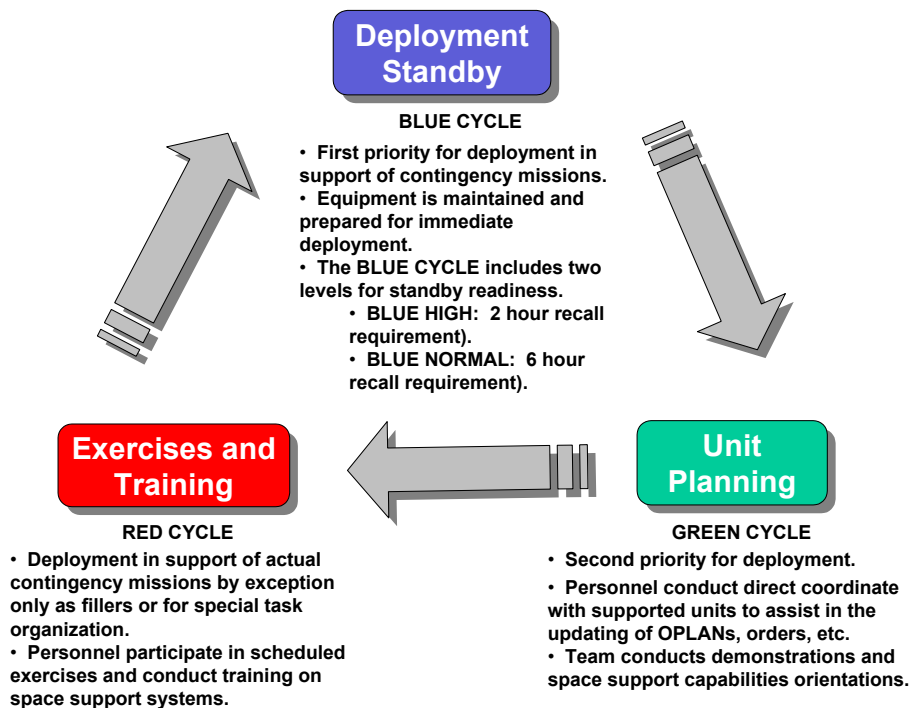 Deployment
Standby
BLUE CYCLE
• First priority for deployment in
support of contingency missions.
• Equipment is maintained and
prepared for immediate
deployment.
• The BLUE CYCLE includes two
levels for standby readiness.
• BLUE HIGH: 2 hour recall
requirement).
• BLUE NORMAL: 6 hour
recall requirement).
Exercises and
Training
RED CYCLE
• Deployment in support of actual
contingency missions by exception
only as fillers or for special task
organization.
• Personnel participate in scheduled
exercises and conduct training on
space support systems.
Unit
Planning
GREEN CYCLE
• Second priority for deployment.
• Personnel conduct direct coordinate
with supported units to assist in the
updating of OPLANs, orders, etc.
• Team conducts demonstrations and
space support capabilities orientations.